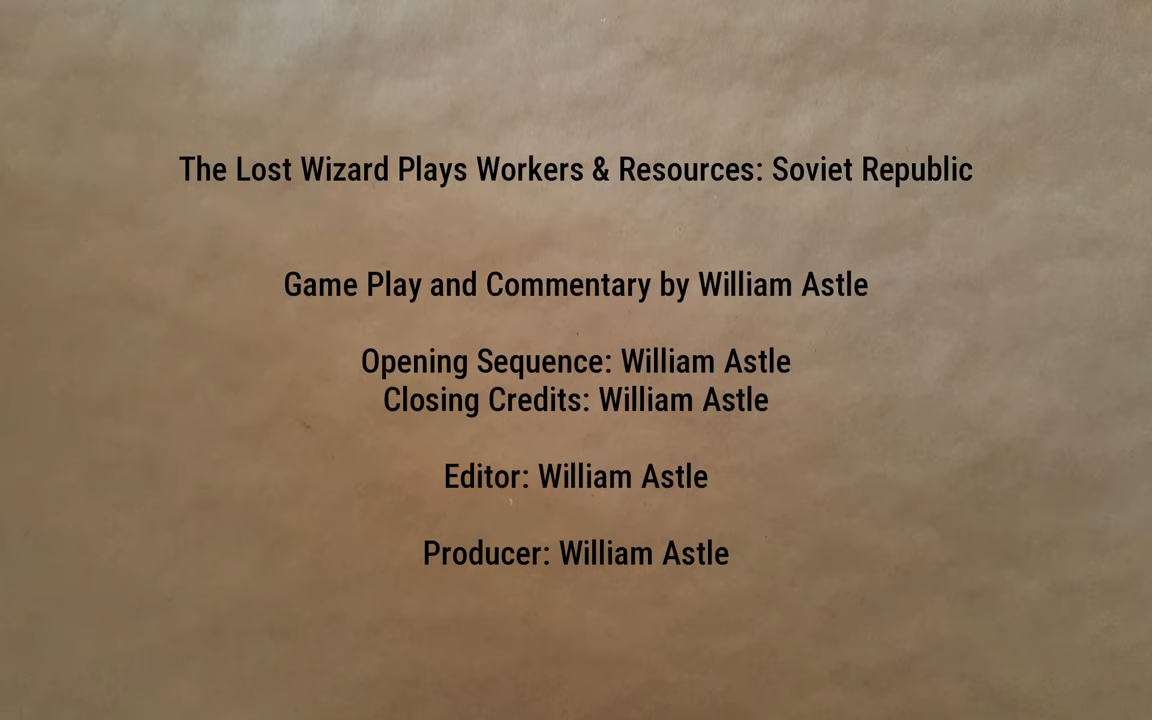 The Lost Wizard Plays Workers & Resources: Soviet Republic
Game Play and Commentary by William Astle
Opening Sequence: William Astle
Closing Credits: William Astle
Editor: William Astle
Producer: William Astle